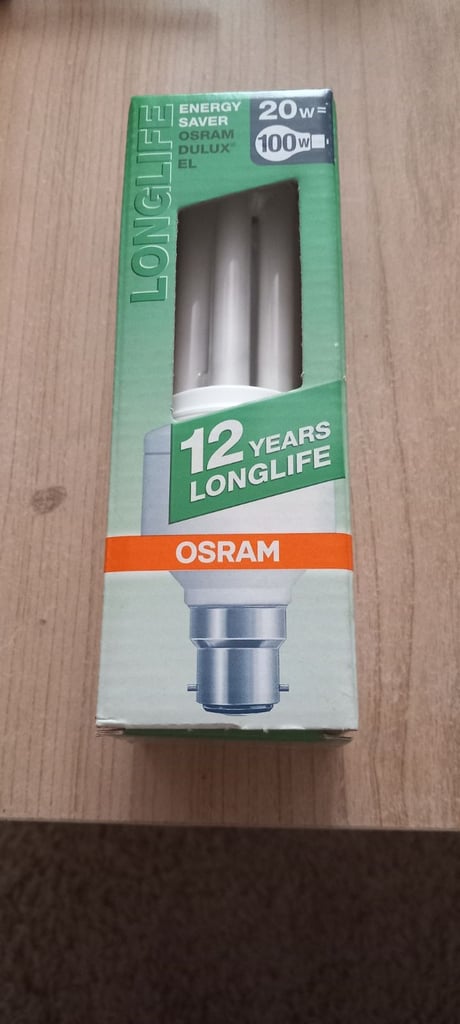 LONGLIFE
ENERGY
SAVER
OSRAM
DULUX®
EL
20W=
100W
12 YEARS
LONGLIFE
OSRAM